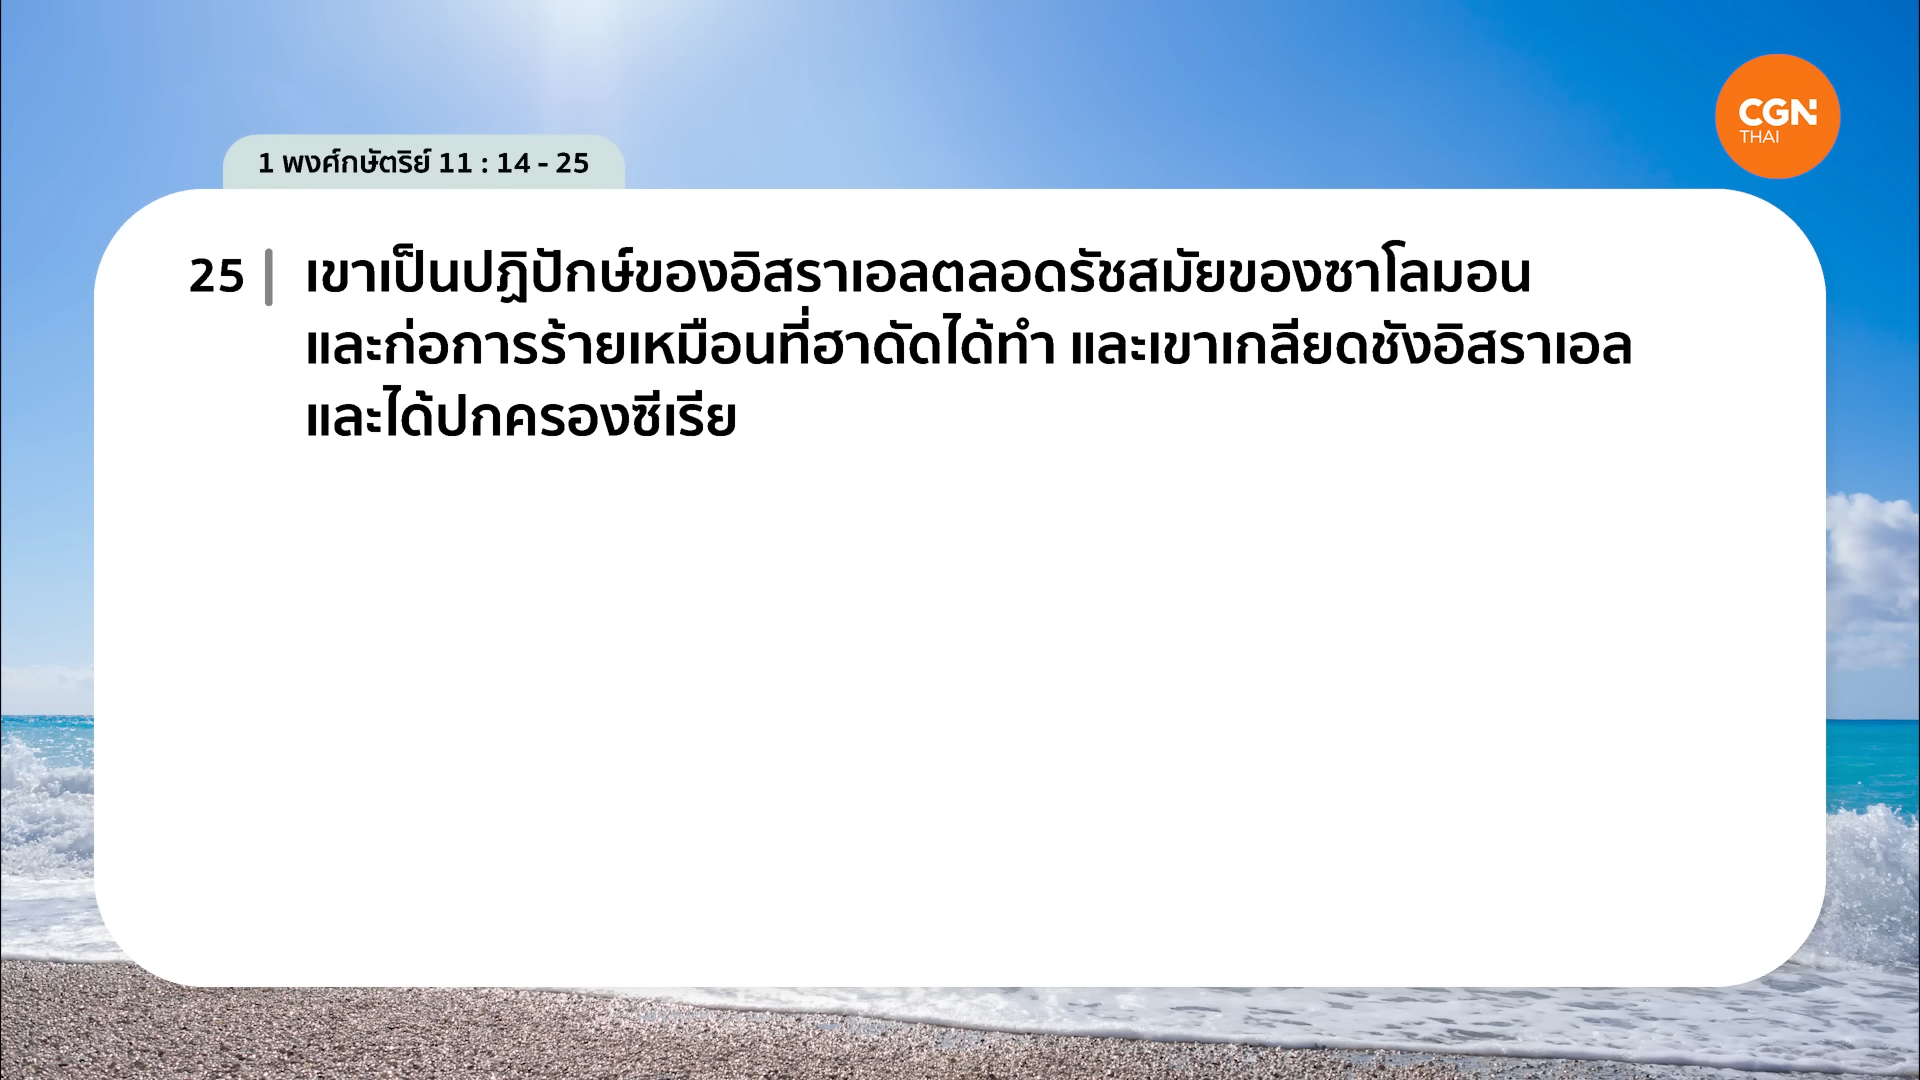 CGN
THAI
1 พงศ์กษัตริย์ 11 : 14 - 25
25 | เขาเป็นปฏิปักษ์ของอิสราเอลตลอดรัชสมัยของซาโลมอน
และก่อการร้ายเหมือนที่ฮาดัดได้ทำ และเขาเกลียดชังอิสราเอล
และได้ปกครองซีเรีย